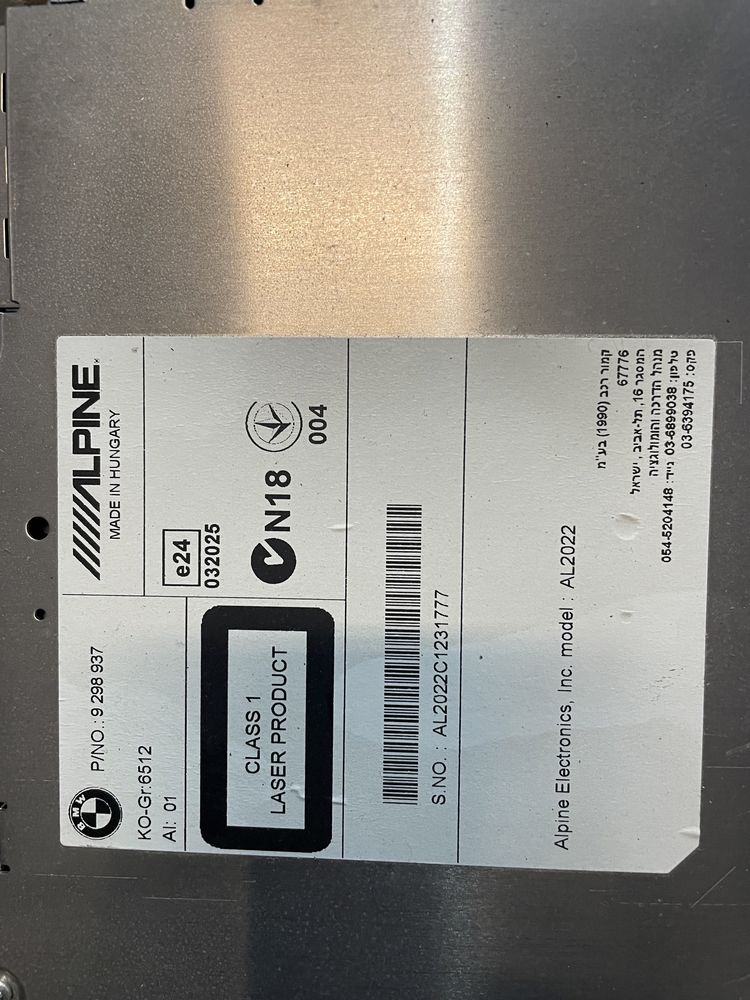 BMW
P/NO.: 9 298 937
ALPINE
MADE IN HUNGARY
KO-Gr:6512
AI: 01
CLASS 1
LASER PRODUCT
e24
032025
N18
004
S.NO. : AL2022C1231777
Alpine Electronics, Inc. model : AL2022
קמור רכב (1990) בע"מ
67776
המסגר 16, תל-אביב, ישראל
מנהל הדרכה והומולוגציה
טלפון: 03-6899038 נייד: 054-5204148
פקס: 03-6394175